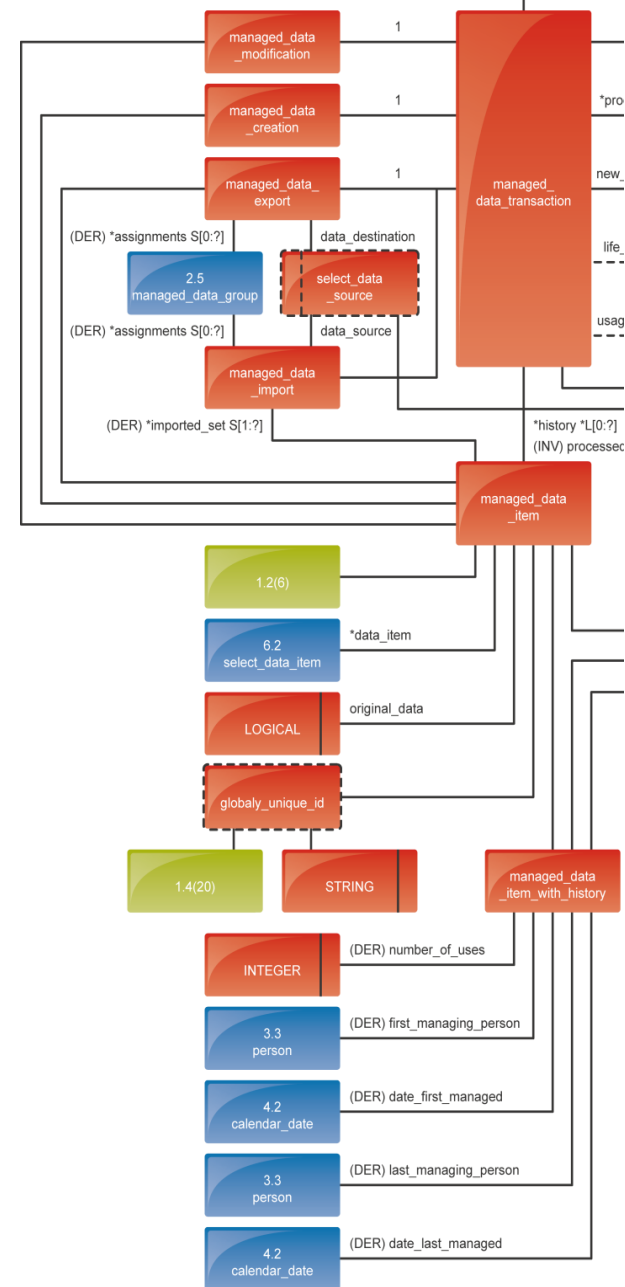 managed_data
_modification
1
managed_data
_creation
1
*pro
managed_data_
export
1
new_
managed_
data_transaction
(DER) *assignments S[0:?]
data_destination
life_
2.5
managed_data_group
select_data
_source
(DER) *assignments S[0:?]
data_source
usag
managed_data
_import
(DER) *imported_set S[1:?]
*history *L[0:?]
(INV) processed
managed_data
_item
1.2(6)
6.2
select_data_item
*data_item
LOGICAL
original_data
globaly_unique_id
1.4(20)
STRING
managed_data
_item_with_history
INTEGER
(DER) number_of_uses
3.3
person
(DER) first_managing_person
4.2
calendar_date
(DER) date_first_managed
3.3
person
(DER) last_managing_person
4.2
calendar_date
(DER) date_last_managed